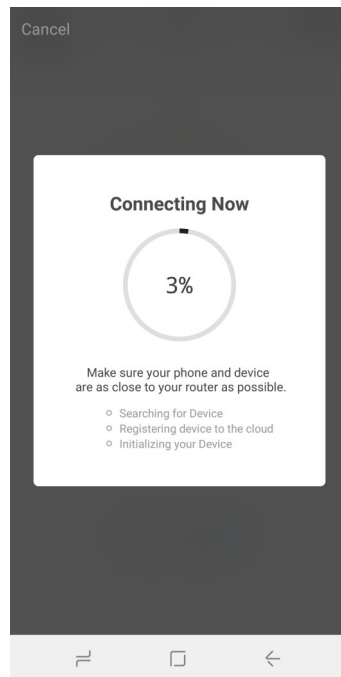 Cancel
Connecting Now
3%
Make sure your phone and device
are as close to your router as possible.
Searching for Device
Registering device to the cloud
Initializing your Device